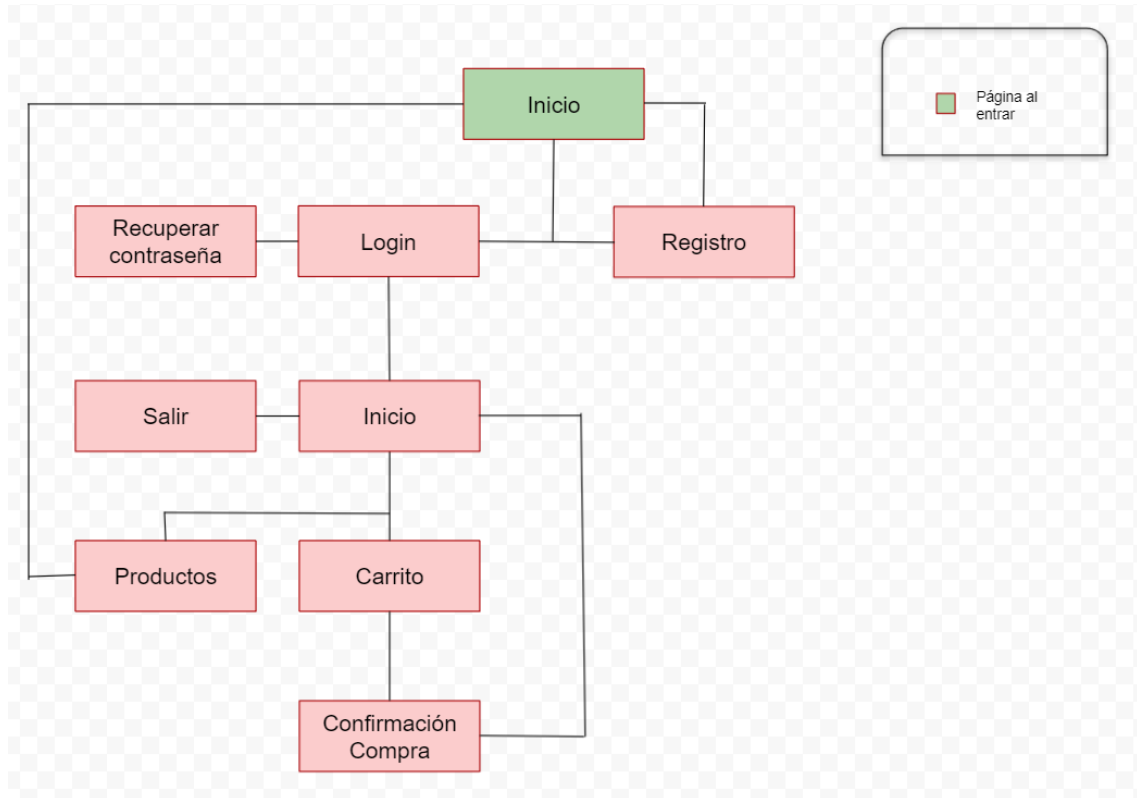 Inicio
Página al
entrar
Recuperar
contraseña
Login
Registro
Salir
Inicio
Productos
Carrito
Confirmación
Compra